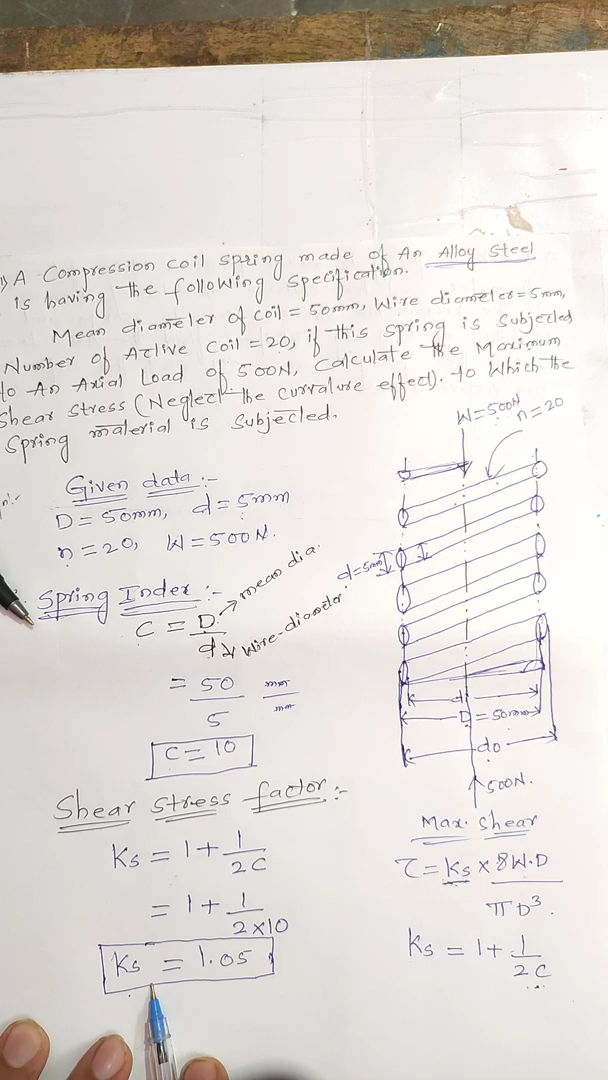 1) A Compression coil spring made of An Alloy Steel
is having the following Specification.
Mean diameter of coil = 50mm, Wire diameter = 5mm,
Number of Active coil = 20, if this spring is Subjected
to An Axial Load of 500N, Calculate the Maximum
Shear Stress (Neglect the curvature effect). to Which the
Spring material is Subjected.
Given data :-
D = 50mm, d = 5mm
n = 20, W = 500N.
Spring Index :-
C = D/d
mean dia.
Wire-diameter
= 50/5 mm/mm
C = 10
Shear Stress factor :-
Ks = 1 + 1/2C
= 1 + 1/2×10
Ks = 1.05
W = 500N
n = 20
d = 5mm
di
D = 50mm
do
500N.
Max. Shear
τ = Ks × 8W.D/πD³.
Ks = 1 + 1/2C